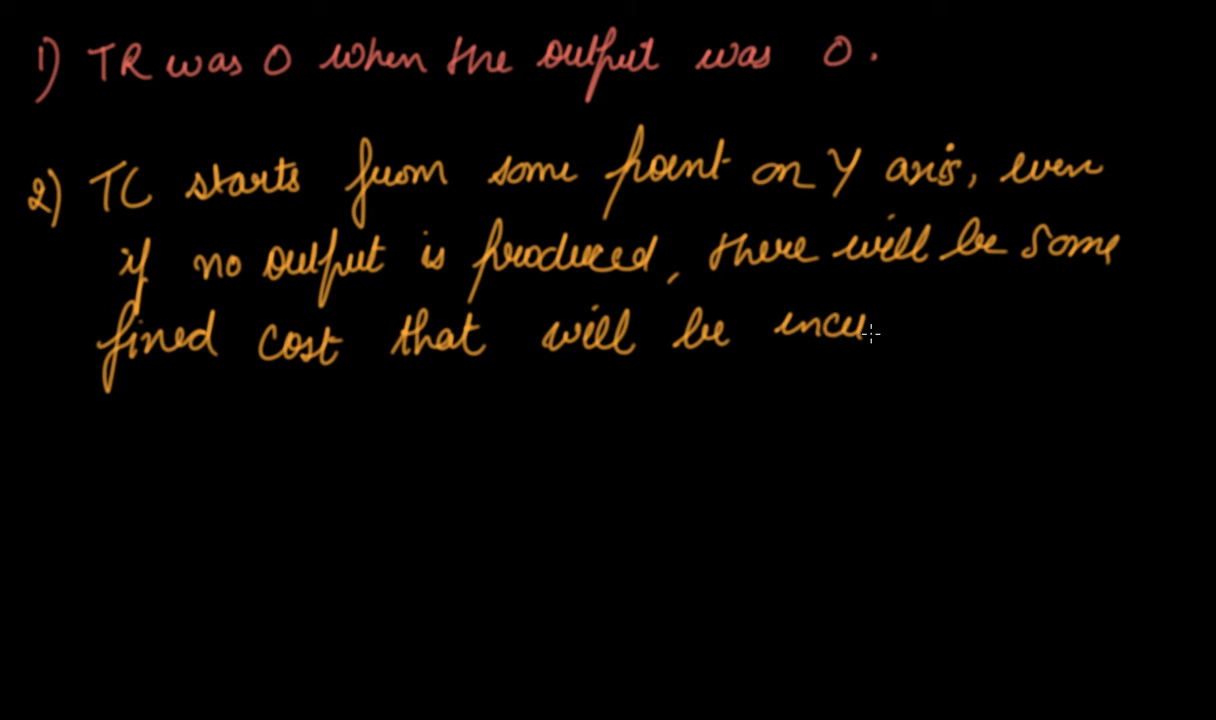 1) TR was 0 when the output was 0.
2) TC starts from some point on Y axis, even
if no output is produced, there will be some
fixed cost that will be incu